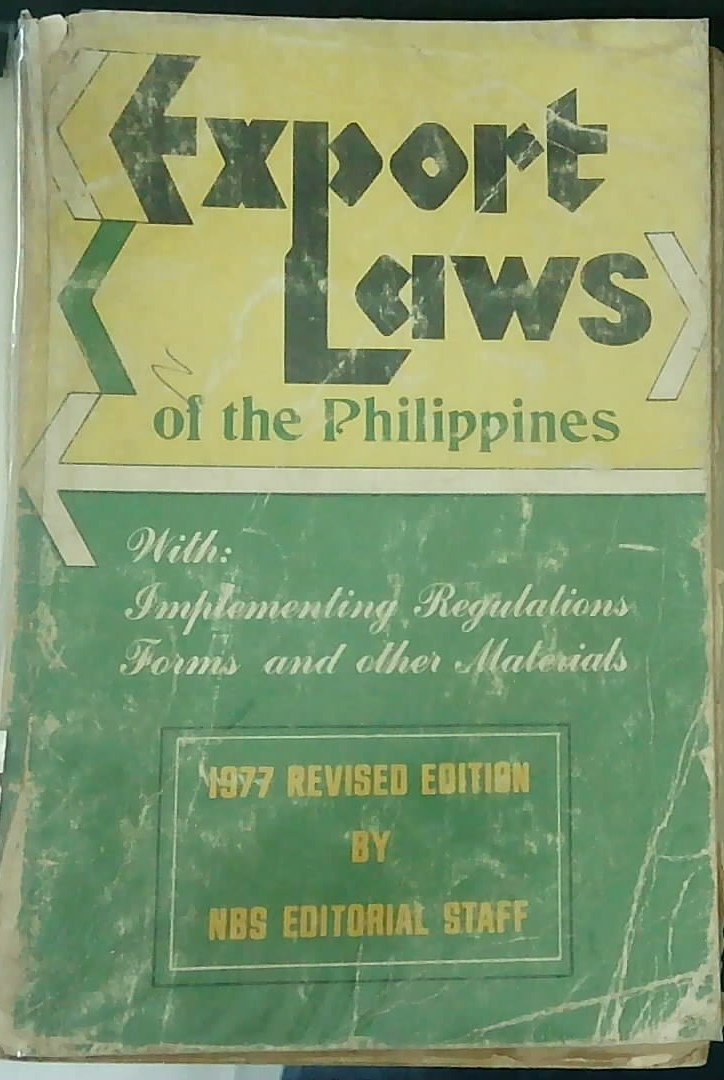 Export
Laws
of the Philippines
With:
Implementing Regulations
Forms and other Materials
1977 REVISED EDITION
BY
NBS EDITORIAL STAFF